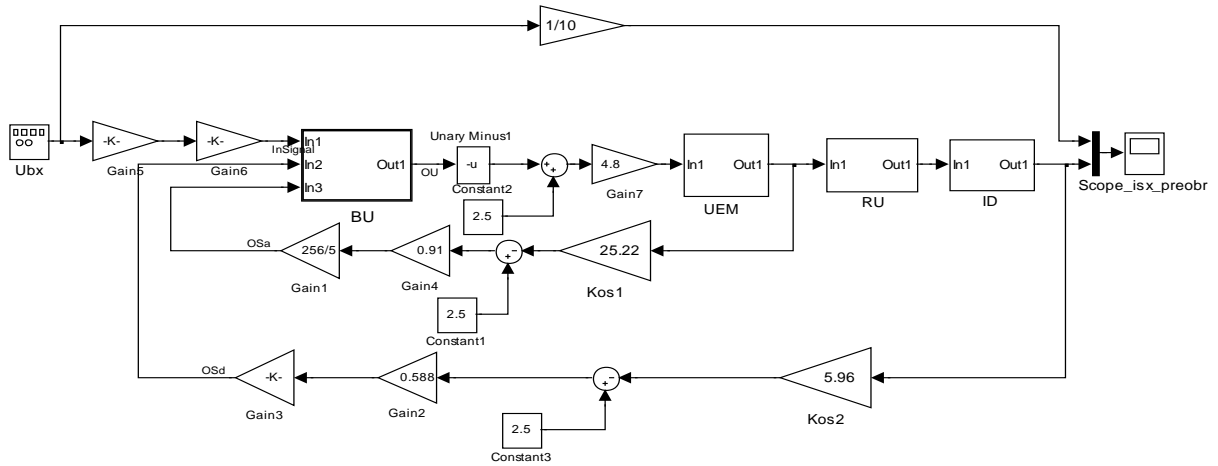 1/10
Ubx
-K-
Gain5
-K-
Gain6
InSignal
In1
In2
In3
Out1
BU
OU
Unary Minus1
-u
Constant2
2.5
4.8
Gain7
In1
Out1
UEM
In1
Out1
RU
In1
Out1
ID
Scope_isx_preobr
OSa
256/5
Gain1
0.91
Gain4
2.5
Constant1
25.22
Kos1
OSd
-K-
Gain3
0.588
Gain2
2.5
Constant3
5.96
Kos2